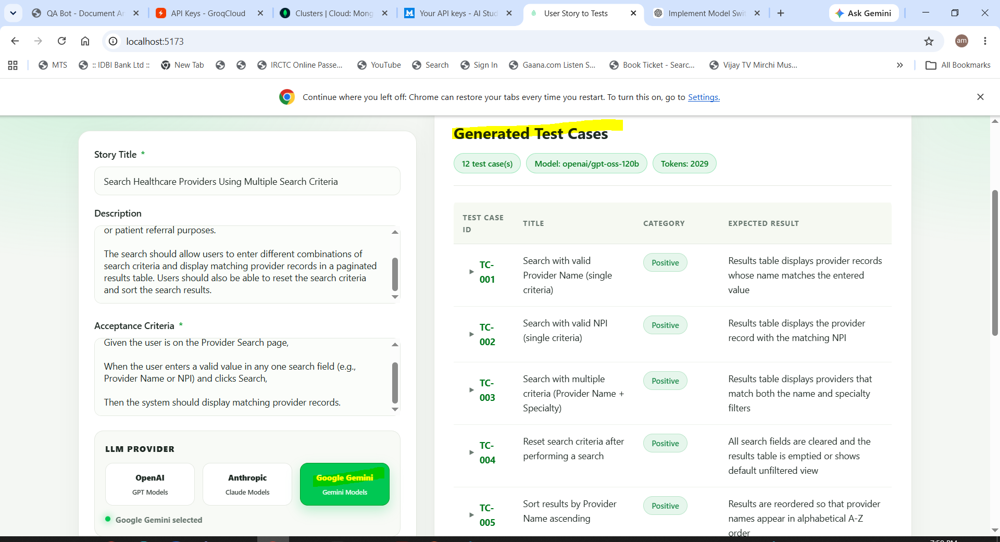 QA Bot - Document Ar
API Keys - GroqCloud
Clusters | Cloud: Mong
Your API keys - AI Stud
User Story to Tests
Implement Model Swi
Ask Gemini
localhost:5173
am
MTS
:: IDBI Bank Ltd ::
New Tab
IRCTC Online Passe...
YouTube
Search
Sign In
Gaana.com Listen S...
Book Ticket - Searc...
Vijay TV Mirchi Mus...
All Bookmarks
Continue where you left off: Chrome can restore your tabs every time you restart. To turn this on, go to Settings.
Story Title *
Search Healthcare Providers Using Multiple Search Criteria
Description
or patient referral purposes.
The search should allow users to enter different combinations of
search criteria and display matching provider records in a paginated
results table. Users should also be able to reset the search criteria
and sort the search results.
Acceptance Criteria *
Given the user is on the Provider Search page,
When the user enters a valid value in any one search field (e.g.,
Provider Name or NPI) and clicks Search,
Then the system should display matching provider records.
LLM PROVIDER
OpenAI
GPT Models
Anthropic
Claude Models
Google Gemini
Gemini Models
Google Gemini selected
Generated Test Cases
12 test case(s)
Model: openai/gpt-oss-120b
Tokens: 2029
TEST CASE
ID
TITLE
CATEGORY
EXPECTED RESULT
TC-
001
Search with valid
Provider Name (single
criteria)
Positive
Results table displays provider records
whose name matches the entered
value
TC-
002
Search with valid NPI
(single criteria)
Positive
Results table displays the provider
record with the matching NPI
TC-
003
Search with multiple
criteria (Provider Name +
Specialty)
Positive
Results table displays providers that
match both the name and specialty
filters
TC-
004
Reset search criteria after
performing a search
Positive
All search fields are cleared and the
results table is emptied or shows
default unfiltered view
TC-
005
Sort results by Provider
Name ascending
Positive
Results are reordered so that provider
names appear in alphabetical A-Z
order